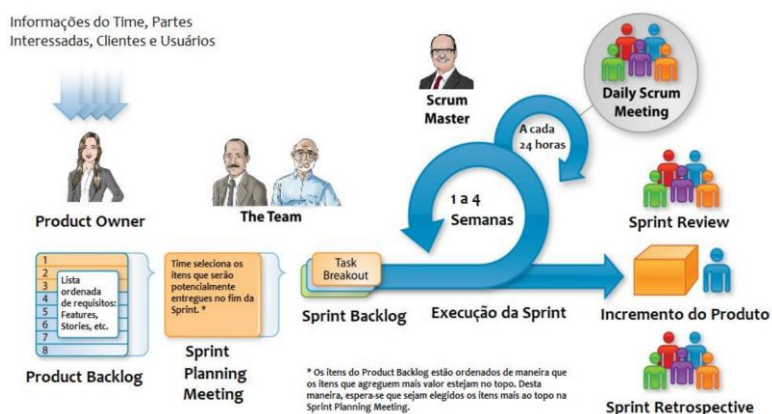 Informações do Time, Partes
Interessadas, Clientes e Usuários
Product Owner
The Team
Scrum
Master
A cada
24 horas
Daily Scrum
Meeting
1 a 4
Semanas
Sprint Review
1
2
3
4
5
6
7
8
Lista
ordenada
de requisitos:
Features,
Stories, etc.
Product Backlog
Time seleciona os
itens que serão
potencialmente
entregues no fim da
Sprint. *
Sprint
Planning
Meeting
Task
Breakout
Sprint Backlog
Execução da Sprint
Incremento do Produto
* Os itens do Product Backlog estão ordenados de maneira que
os itens que agreguem mais valor estejam no topo. Desta
maneira, espera-se que sejam elegidos os itens mais ao topo na
Sprint Planning Meeting.
Sprint Retrospective